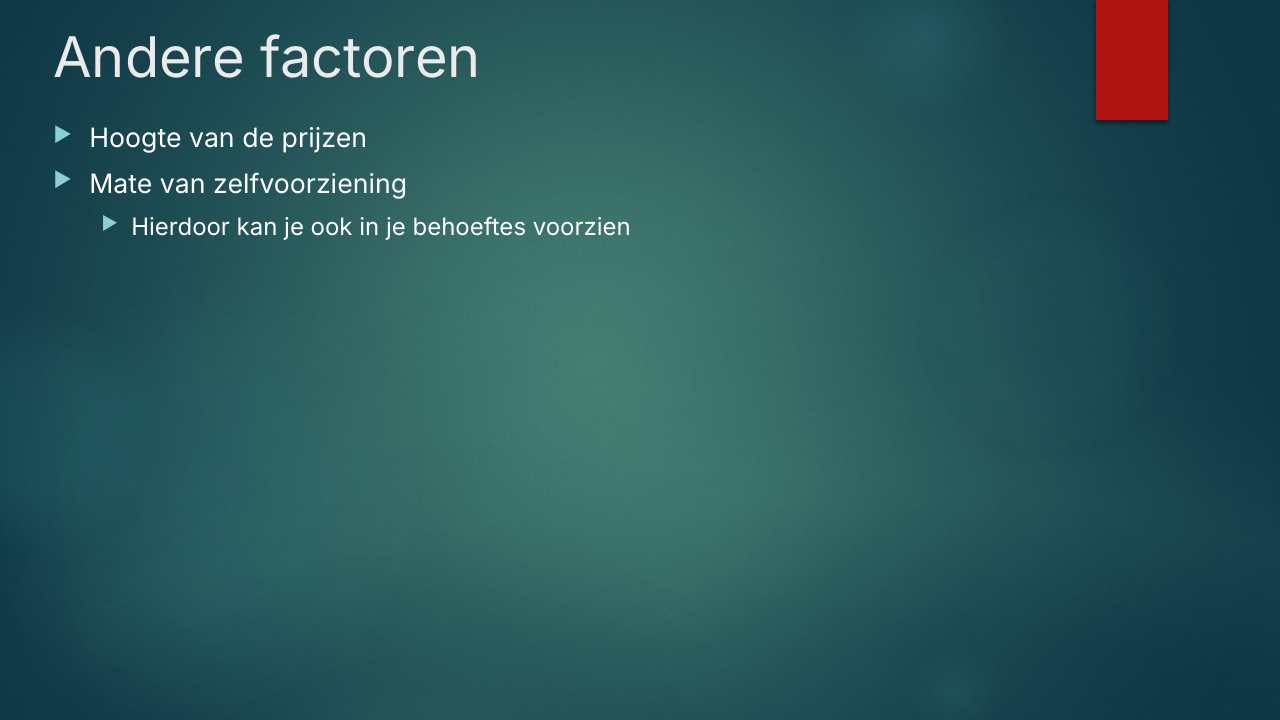 Andere factoren
Hoogte van de prijzen
Mate van zelfvoorziening
Hierdoor kan je ook in je behoeftes voorzien